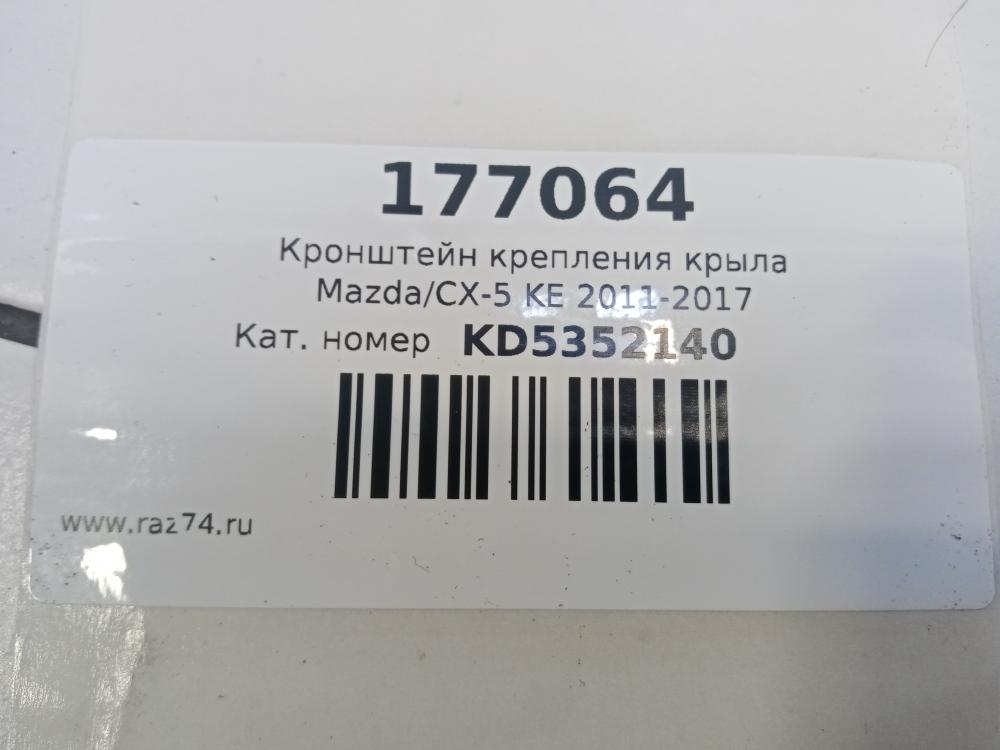 177064
Кронштейн крепления крыла
Mazda/CX-5 KE 2011-2017
Кат. номер KD5352140
www.raz74.ru